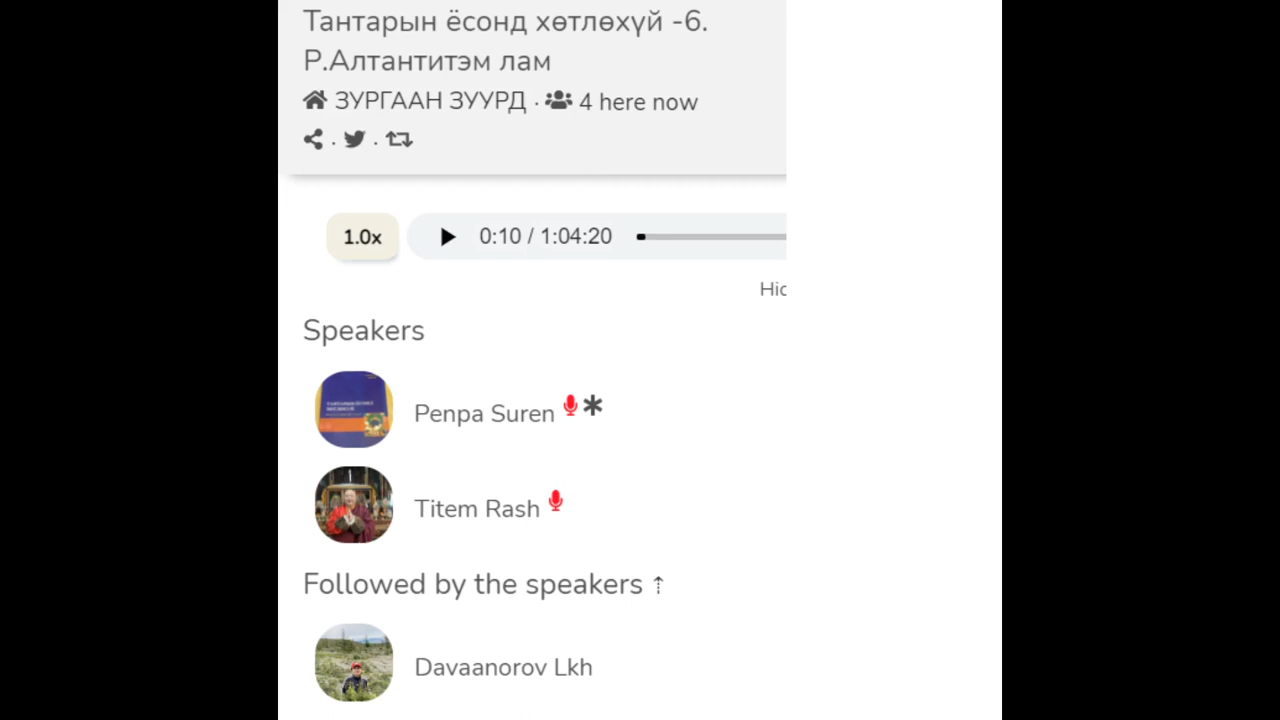 Тантарын ёсонд хөтлөхүй -6.
Р.Алтантитэм лам
ЗУРГААН ЗУУРД · 4 here now
1.0x 0:10 / 1:04:20
Hid
Speakers
Penpa Suren
Titem Rash
Followed by the speakers ⇡
Davaanorov Lkh